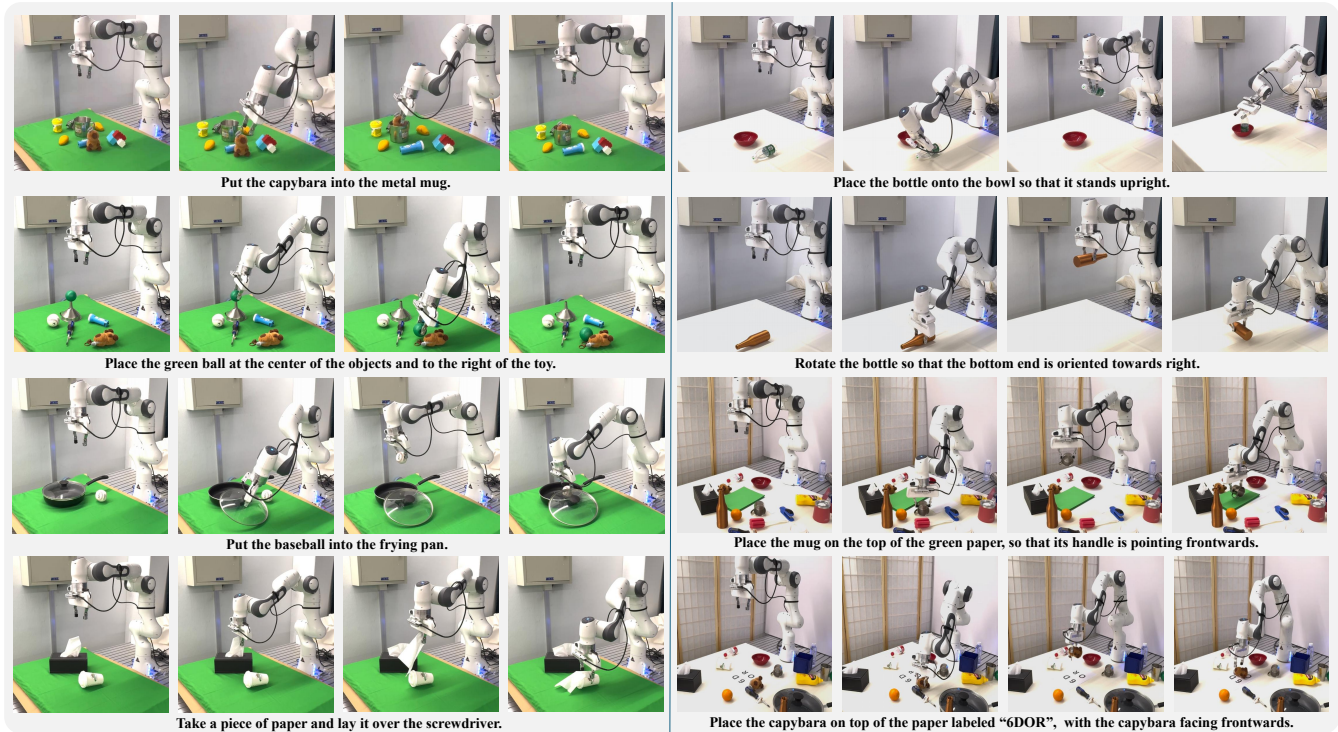 Put the capybara into the metal mug.
Place the bottle onto the bowl so that it stands upright.
Place the green ball at the center of the objects and to the right of the toy.
Rotate the bottle so that the bottom end is oriented towards right.
Put the baseball into the frying pan.
Place the mug on the top of the green paper, so that its handle is pointing frontwards.
Take a piece of paper and lay it over the screwdriver.
Place the capybara on top of the paper labeled “6DOR”,  with the capybara facing frontwards.